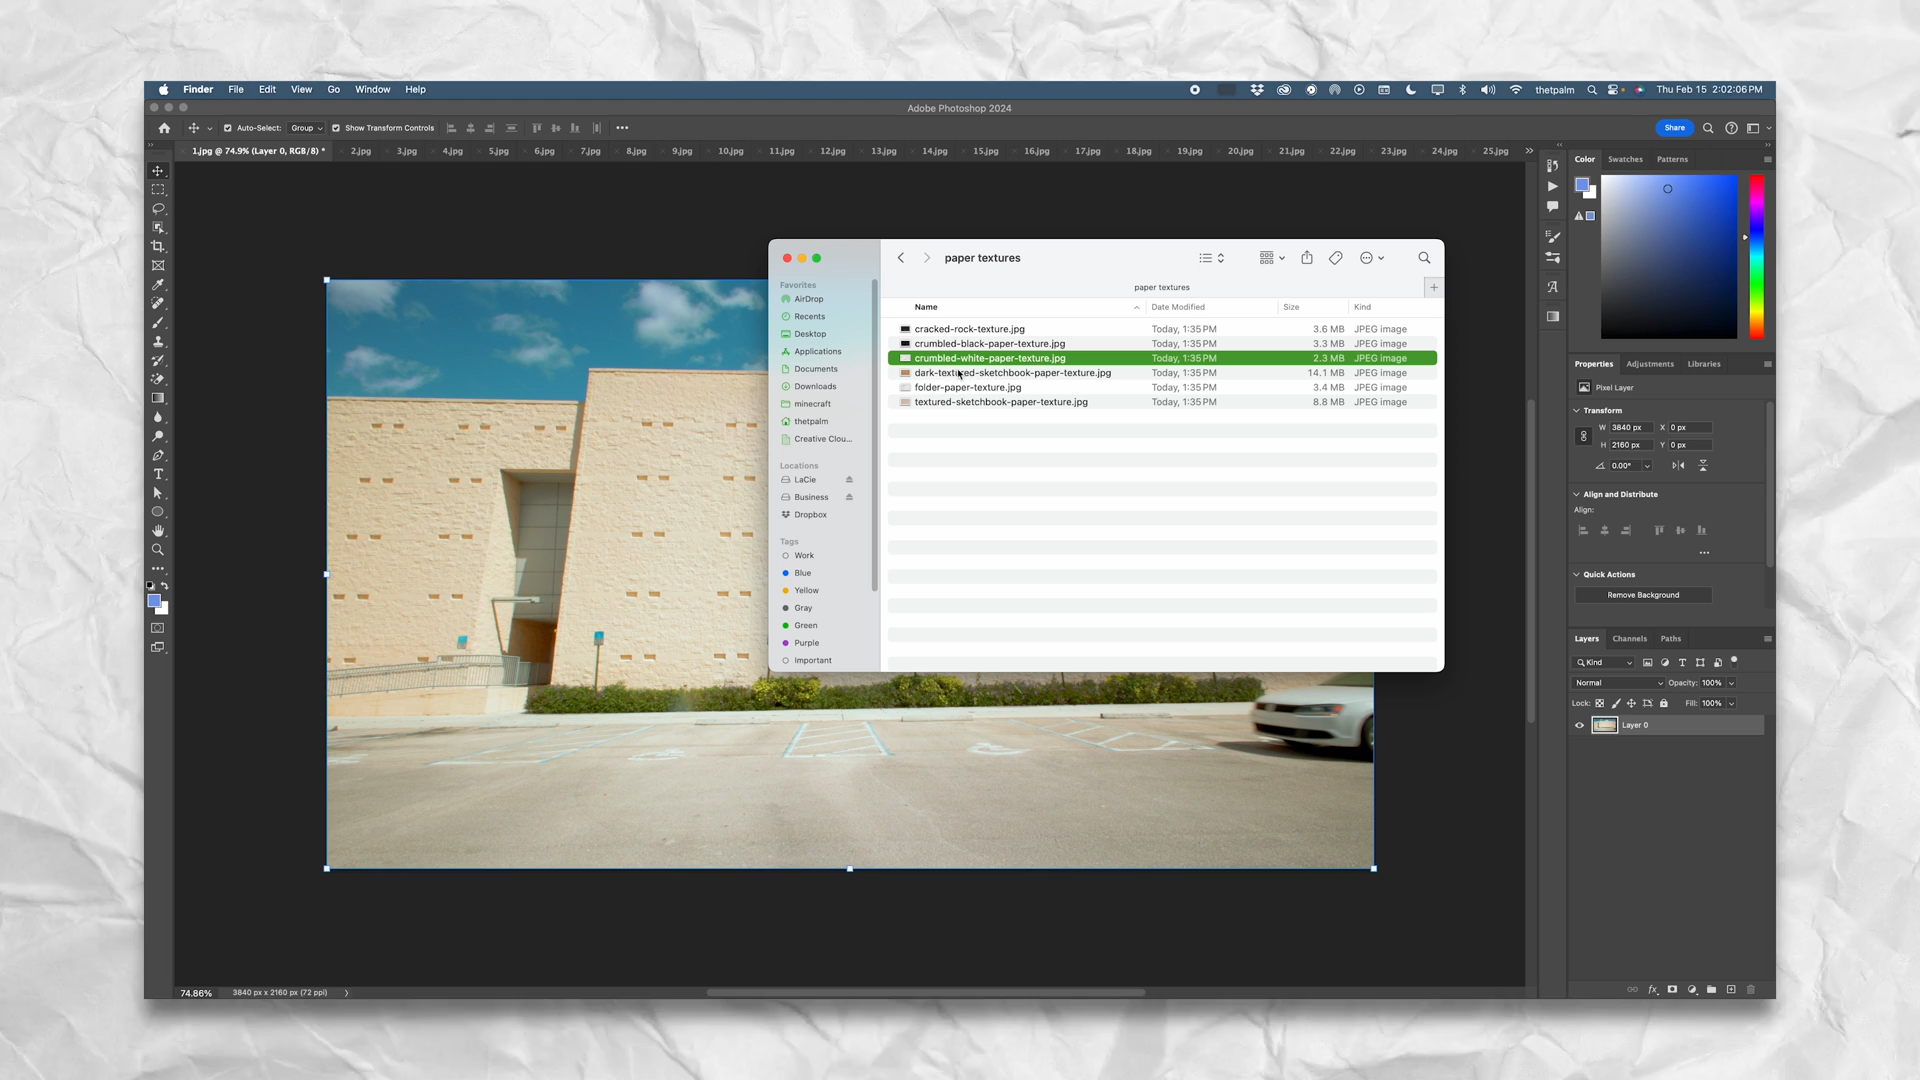 Finder File Edit View Go Window Help thetpalm Thu Feb 15 2:02:06 PM
Adobe Photoshop 2024
Auto-Select: Group Show Transform Controls Share
1.jpg @ 74.9% (Layer 0, RGB/8) * 2.jpg 3.jpg 4.jpg 5.jpg 6.jpg 7.jpg 8.jpg 9.jpg 10.jpg 11.jpg 12.jpg 13.jpg 14.jpg 15.jpg 16.jpg 17.jpg 18.jpg 19.jpg 20.jpg 21.jpg 22.jpg 23.jpg 24.jpg 25.jpg
Color Swatches Patterns
paper textures
paper textures
Favorites
AirDrop
Recents
Desktop
Applications
Documents
Downloads
minecraft
thetpalm
Creative Clou...
Locations
LaCie
Business
Dropbox
Tags
Work
Blue
Yellow
Gray
Green
Purple
Important
Name Date Modified Size Kind
cracked-rock-texture.jpg Today, 1:35 PM 3.6 MB JPEG image
crumbled-black-paper-texture.jpg Today, 1:35 PM 3.3 MB JPEG image
crumbled-white-paper-texture.jpg Today, 1:35 PM 2.3 MB JPEG image
dark-textured-sketchbook-paper-texture.jpg Today, 1:35 PM 14.1 MB JPEG image
folder-paper-texture.jpg Today, 1:35 PM 3.4 MB JPEG image
textured-sketchbook-paper-texture.jpg Today, 1:35 PM 8.8 MB JPEG image
Properties Adjustments Libraries
Pixel Layer
Transform
W 3840 px X 0 px
H 2160 px Y 0 px
0.00°
Align and Distribute
Align:
Quick Actions
Remove Background
Layers Channels Paths
Kind
Normal Opacity: 100%
Lock: Fill: 100%
Layer 0
74.86% 3840 px x 2160 px (72 ppi)